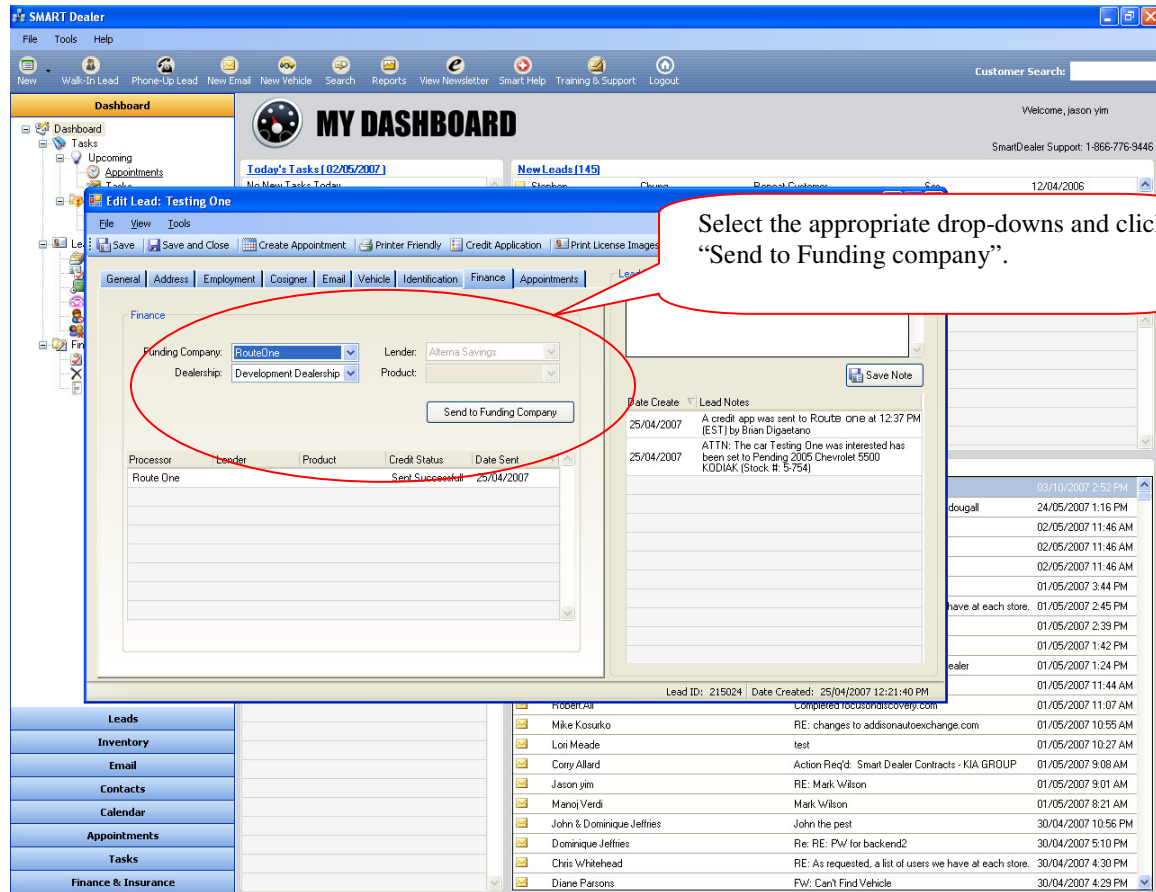 SMART Dealer
File Tools Help
New Walk-In Lead Phone-Up Lead New Email New Vehicle Search Reports View Newsletter Smart Help Training & Support Logout
Customer Search:
Dashboard
MY DASHBOARD
Welcome, jason yim
SmartDealer Support: 1-866-776-9446
Dashboard
Tasks
Upcoming
Appointments
Tasks
Today's Tasks [ 02/05/2007 ]
No New Tasks Today
New Leads [145]
Stephen Chung Repeat Customer 12/04/2006
Select the appropriate drop-downs and clic
“Send to Funding company”.
Edit Lead: Testing One
File View Tools
Save Save and Close Create Appointment Printer Friendly Credit Application Print License Images
General Address Employment Cosigner Email Vehicle Identification Finance Appointments
Lead
Finance
Funding Company: RouteOne Lender: Alterna Savings
Dealership: Development Dealership Product:
Send to Funding Company
Save Note
Processor Lender Product Credit Status Date Sent
Route One Sent Successfull 25/04/2007
Date Create Lead Notes
25/04/2007 A credit app was sent to Route one at 12:37 PM
(EST) by Brian Digaetano
25/04/2007 ATTN: The car Testing One was interested has
been set to Pending 2005 Chevrolet 5500
KODIAK (Stock #: 5-754)
Lead ID: 215024 Date Created: 25/04/2007 12:21:40 PM
Le
Fin
03/10/2007 2:52 PM
dougall 24/05/2007 1:16 PM
02/05/2007 11:46 AM
02/05/2007 11:46 AM
02/05/2007 11:46 AM
01/05/2007 3:44 PM
have at each store. 01/05/2007 2:45 PM
01/05/2007 2:39 PM
01/05/2007 1:42 PM
ealer 01/05/2007 1:24 PM
01/05/2007 11:44 AM
Robert Ali Completed focusondiscovery.com 01/05/2007 11:07 AM
Mike Kosurko RE: changes to addisonautoexchange.com 01/05/2007 10:55 AM
Lori Meade test 01/05/2007 10:27 AM
Corry Allard Action Req'd: Smart Dealer Contracts - KIA GROUP 01/05/2007 9:08 AM
Jason yim RE: Mark Wilson 01/05/2007 9:01 AM
Manoj Verdi Mark Wilson 01/05/2007 8:21 AM
John & Dominique Jeffries John the pest 30/04/2007 10:56 PM
Dominique Jeffries Re: RE: PW for backend2 30/04/2007 5:10 PM
Chris Whitehead RE: As requested, a list of users we have at each store. 30/04/2007 4:30 PM
Diane Parsons FW: Can't Find Vehicle 30/04/2007 4:29 PM
Leads
Inventory
Email
Contacts
Calendar
Appointments
Tasks
Finance & Insurance